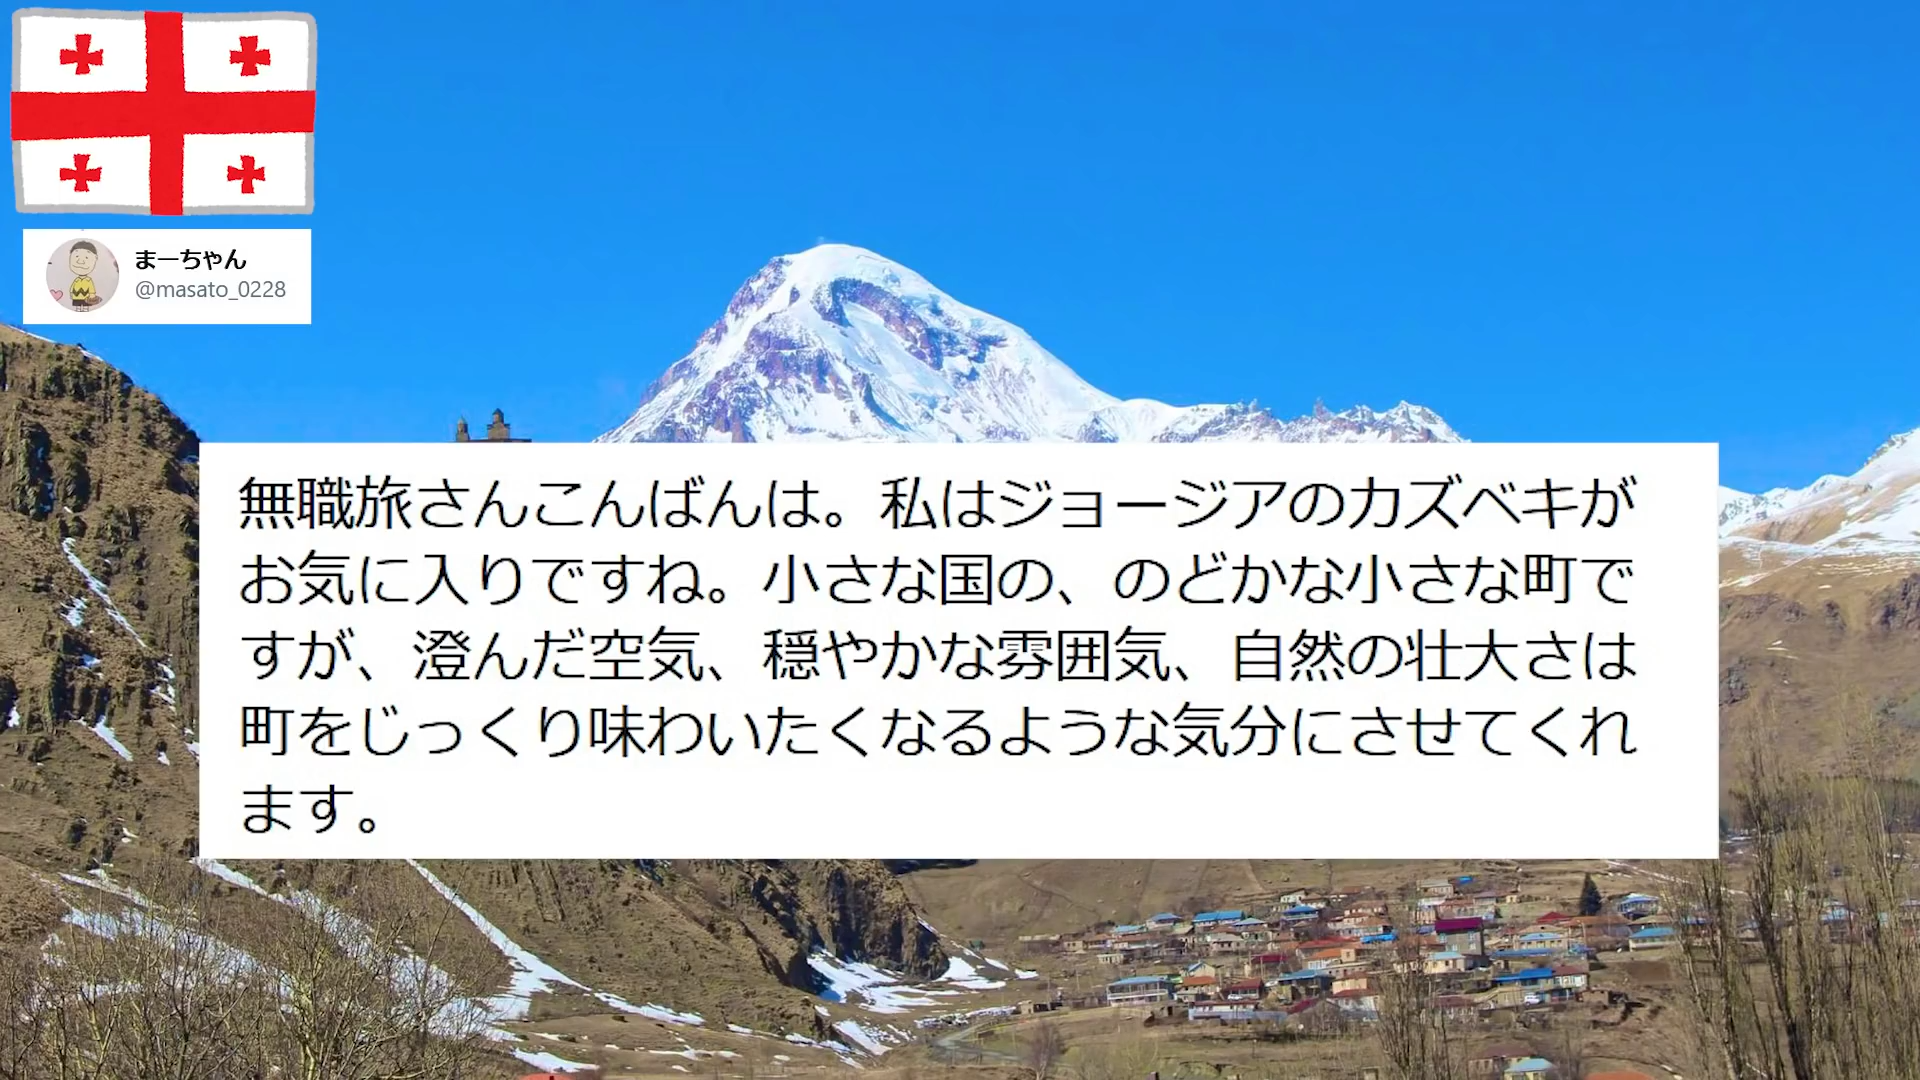 まーちゃん
@masato_0228
無職旅さんこんばんは。私はジョージアのカズベキが
お気に入りですね。小さな国の、のどかな小さな町で
すが、澄んだ空気、穏やかな雰囲気、自然の壮大さは
町をじっくり味わいたくなるような気分にさせてくれ
ます。